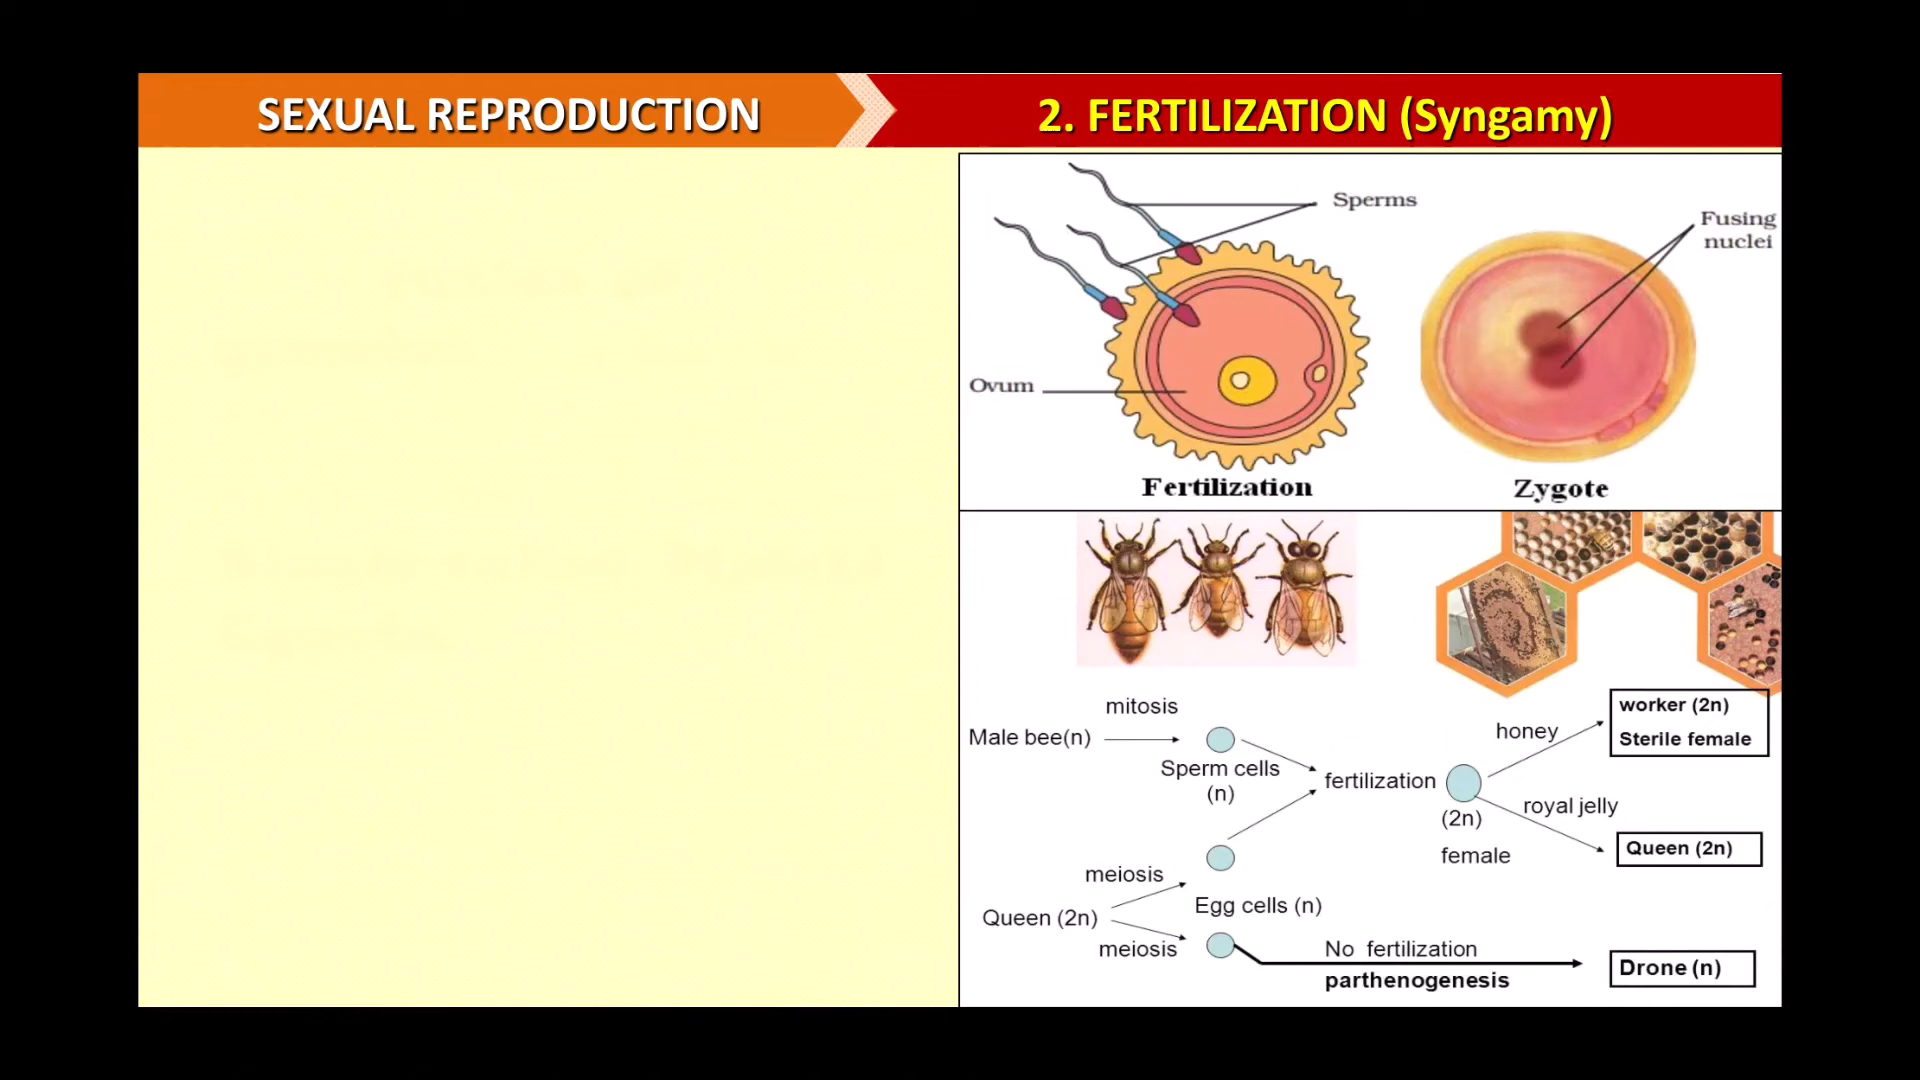 SEXUAL REPRODUCTION
2. FERTILIZATION (Syngamy)
Sperms
Fusing
nuclei
Ovum
Fertilization
Zygote
mitosis
Male bee(n)
Sperm cells
(n)
fertilization
(2n)
female
honey
worker (2n)
Sterile female
royal jelly
Queen (2n)
meiosis
Queen (2n)
Egg cells (n)
meiosis
No fertilization
parthenogenesis
Drone (n)